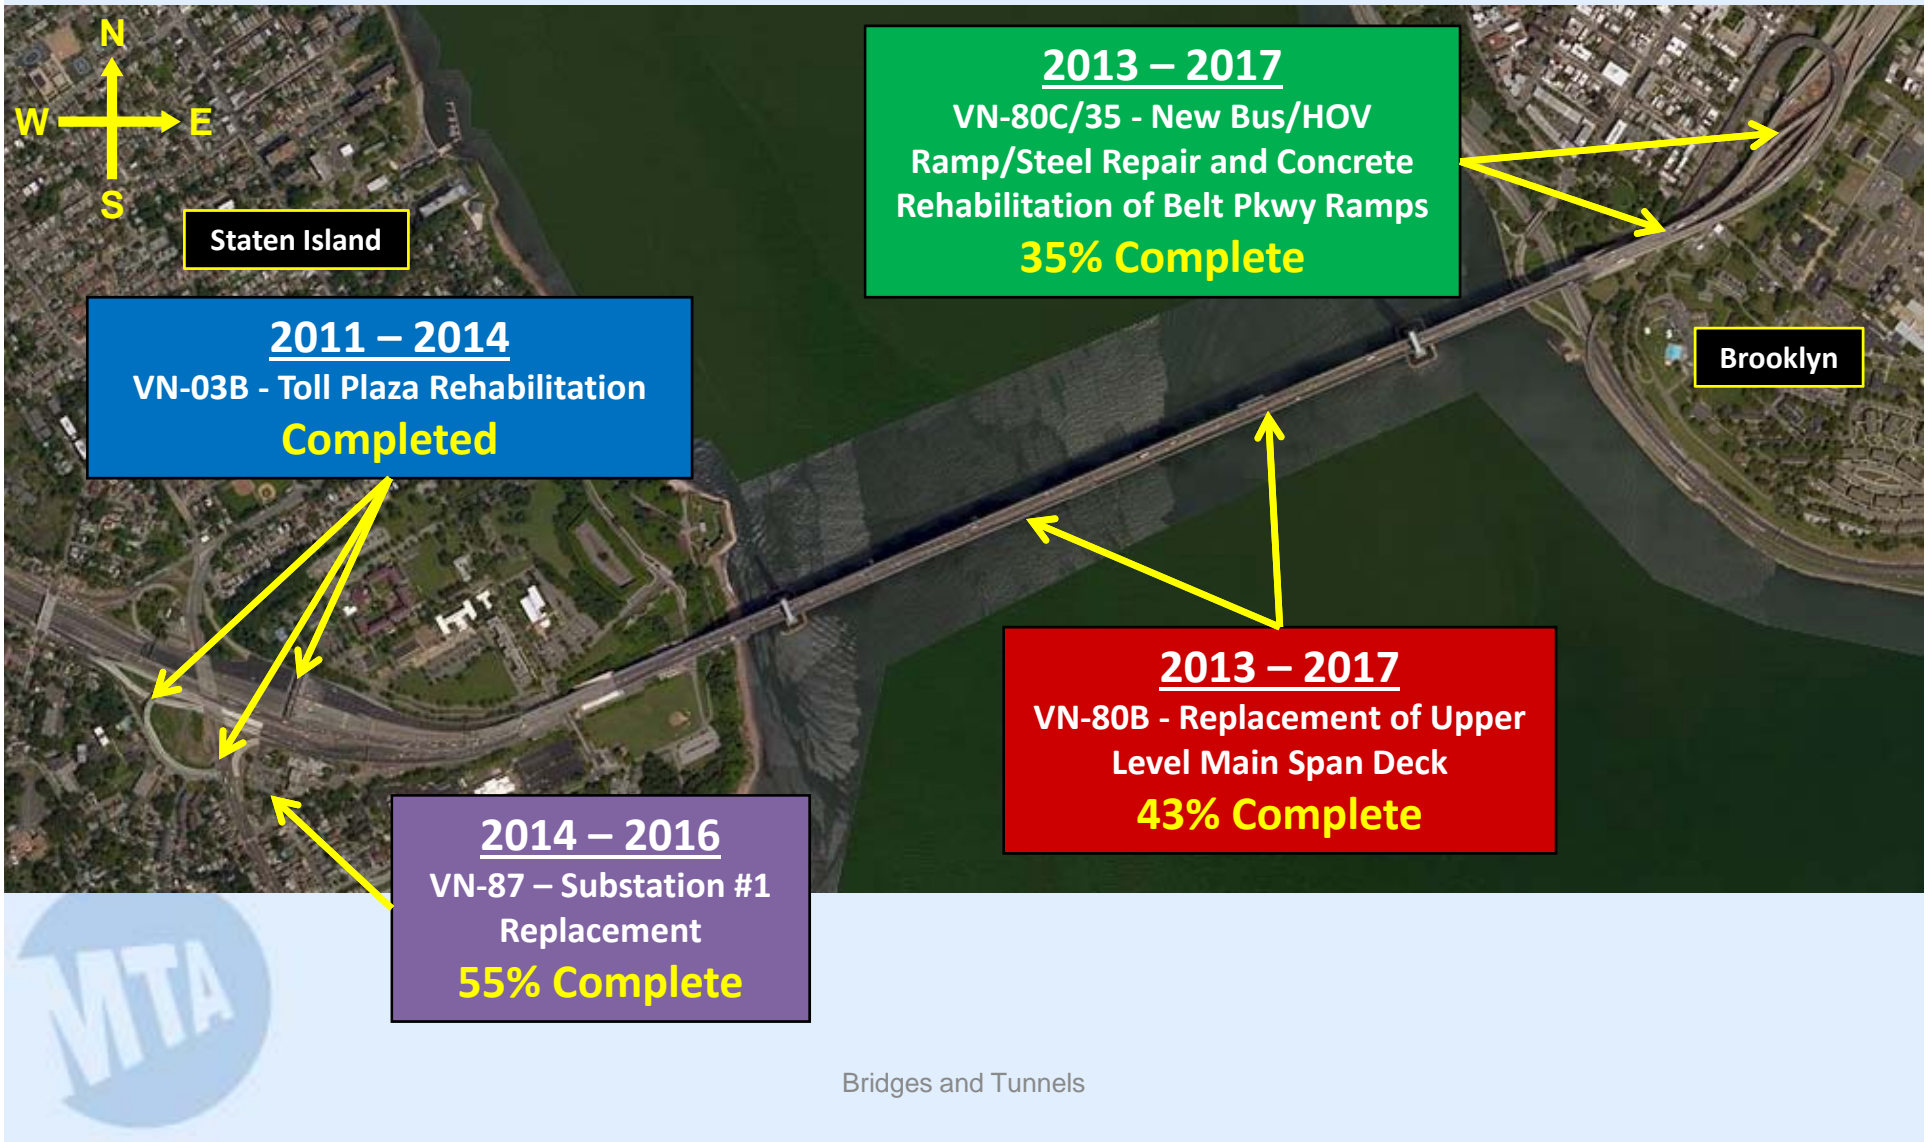 N
W E
S
Staten Island
2013 – 2017
VN-80C/35 - New Bus/HOV
Ramp/Steel Repair and Concrete
Rehabilitation of Belt Pkwy Ramps
35% Complete
2011 – 2014
VN-03B - Toll Plaza Rehabilitation
Completed
Brooklyn
2013 – 2017
VN-80B - Replacement of Upper
Level Main Span Deck
43% Complete
2014 – 2016
VN-87 – Substation #1
Replacement
55% Complete
MTA
Bridges and Tunnels